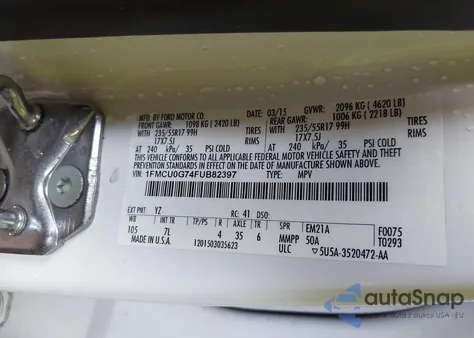 MFD. BY FORD MOTOR CO.
03/15 GVWR: 2096 KG ( 4620 LB)
FRONT GAWR: 1098 KG ( 2420 LB) REAR GAWR: 1006 KG ( 2218 LB)
WITH 235/55R17 99H TIRES WITH 235/55R17 99H TIRES
17X7.5J RIMS 17X7.5J RIMS
AT 240 kPa/ 35 PSI COLD AT 240 kPa/ 35 PSI COLD
THIS VEHICLE CONFORMS TO ALL APPLICABLE FEDERAL MOTOR VEHICLE SAFETY
AND THEFT PREVENTION STANDARDS IN EFFECT ON THE DATE OF MANUFACTURE SHOWN ABOVE.
VIN: 1FMCU0G74FUB82397 TYPE: MPV
EXT PNT: YZ RC: 41 DSO:
WB INT TR TP/PS R AXLE TR SPR EM21A F0075
105 7L 4 35 6 MMPP 50A T0293
MADE IN U.S.A. 1201503035623 ULC 5U5A-3520472-AA
autoSnap